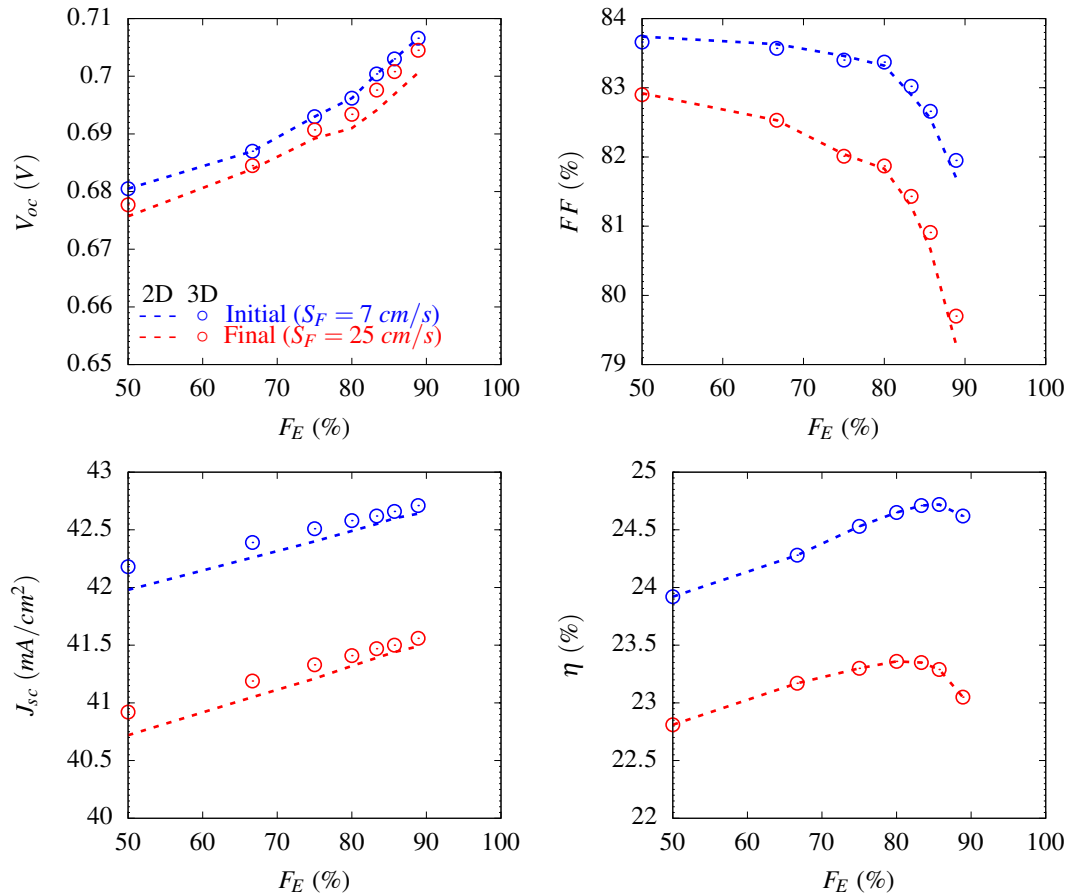 0.71
0.7
0.69
0.68
0.67
0.66
0.65
V_oc (V)
2D 3D
Initial (S_F = 7 cm/s)
Final (S_F = 25 cm/s)
50 60 70 80 90 100
F_E (%)
84
83
82
81
80
79
FF (%)
50 60 70 80 90 100
F_E (%)
43
42.5
42
41.5
41
40.5
40
J_sc (mA/cm²)
50 60 70 80 90 100
F_E (%)
25
24.5
24
23.5
23
22.5
22
η (%)
50 60 70 80 90 100
F_E (%)